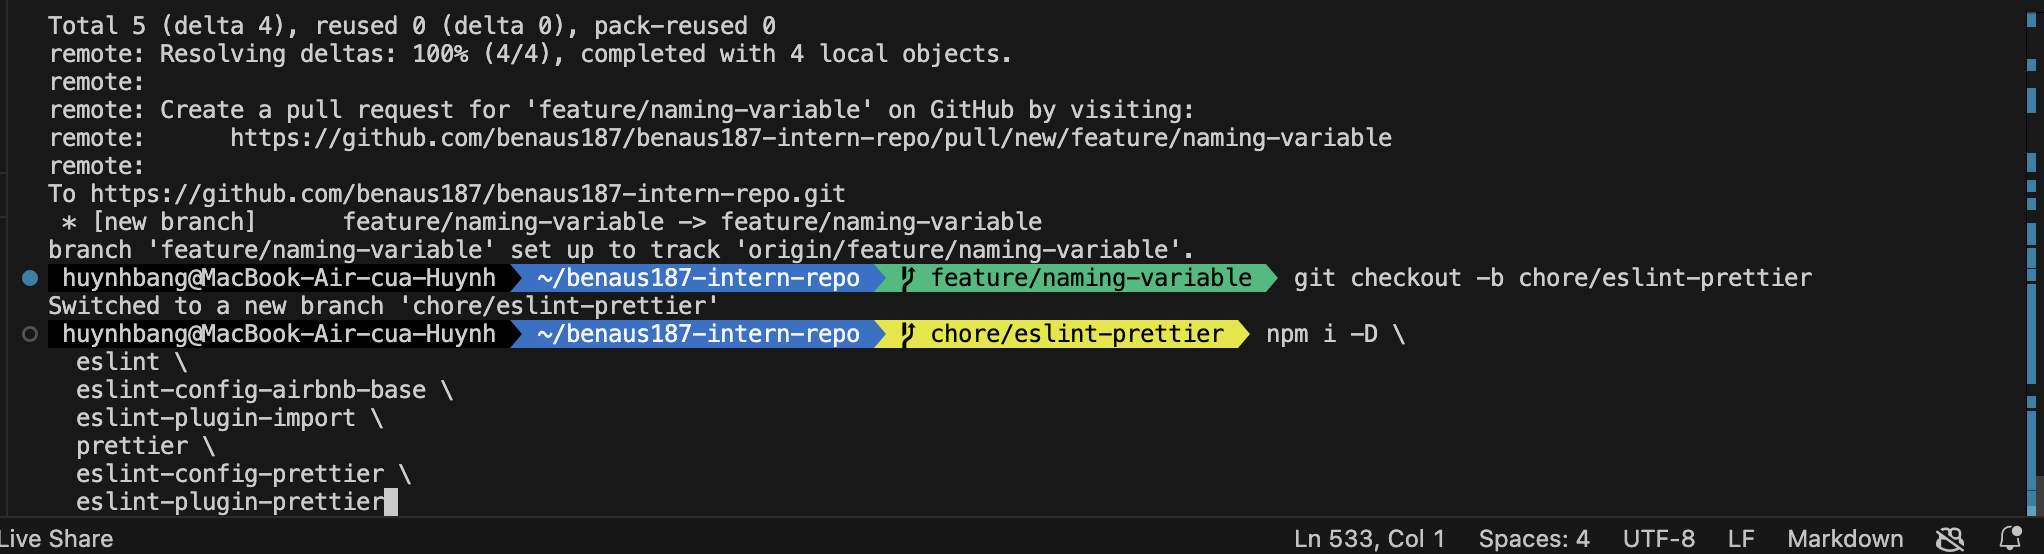 Total 5 (delta 4), reused 0 (delta 0), pack-reused 0
remote: Resolving deltas: 100% (4/4), completed with 4 local objects.
remote:
remote: Create a pull request for 'feature/naming-variable' on GitHub by visiting:
remote:      https://github.com/benaus187/benaus187-intern-repo/pull/new/feature/naming-variable
remote:
To https://github.com/benaus187/benaus187-intern-repo.git
 * [new branch]      feature/naming-variable -> feature/naming-variable
branch 'feature/naming-variable' set up to track 'origin/feature/naming-variable'.
huynhbang@MacBook-Air-cua-Huynh ~/benaus187-intern-repo feature/naming-variable git checkout -b chore/eslint-prettier
Switched to a new branch 'chore/eslint-prettier'
huynhbang@MacBook-Air-cua-Huynh ~/benaus187-intern-repo chore/eslint-prettier npm i -D \
  eslint \
  eslint-config-airbnb-base \
  eslint-plugin-import \
  prettier \
  eslint-config-prettier \
  eslint-plugin-prettier
Live Share Ln 533, Col 1 Spaces: 4 UTF-8 LF Markdown